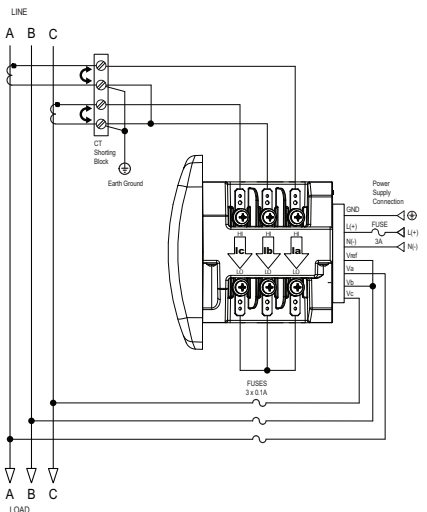 LINE
A B C
CT
Shorting
Block
Earth Ground
Power
Supply
Connection
GND
L(+)
FUSE
L(+)
N(-)
3A
N(-)
Vref
Va
Vb
Vc
HI HI HI
Ic Ib Ia
LO LO LO
FUSES
3 x 0.1A
A B C
LOAD